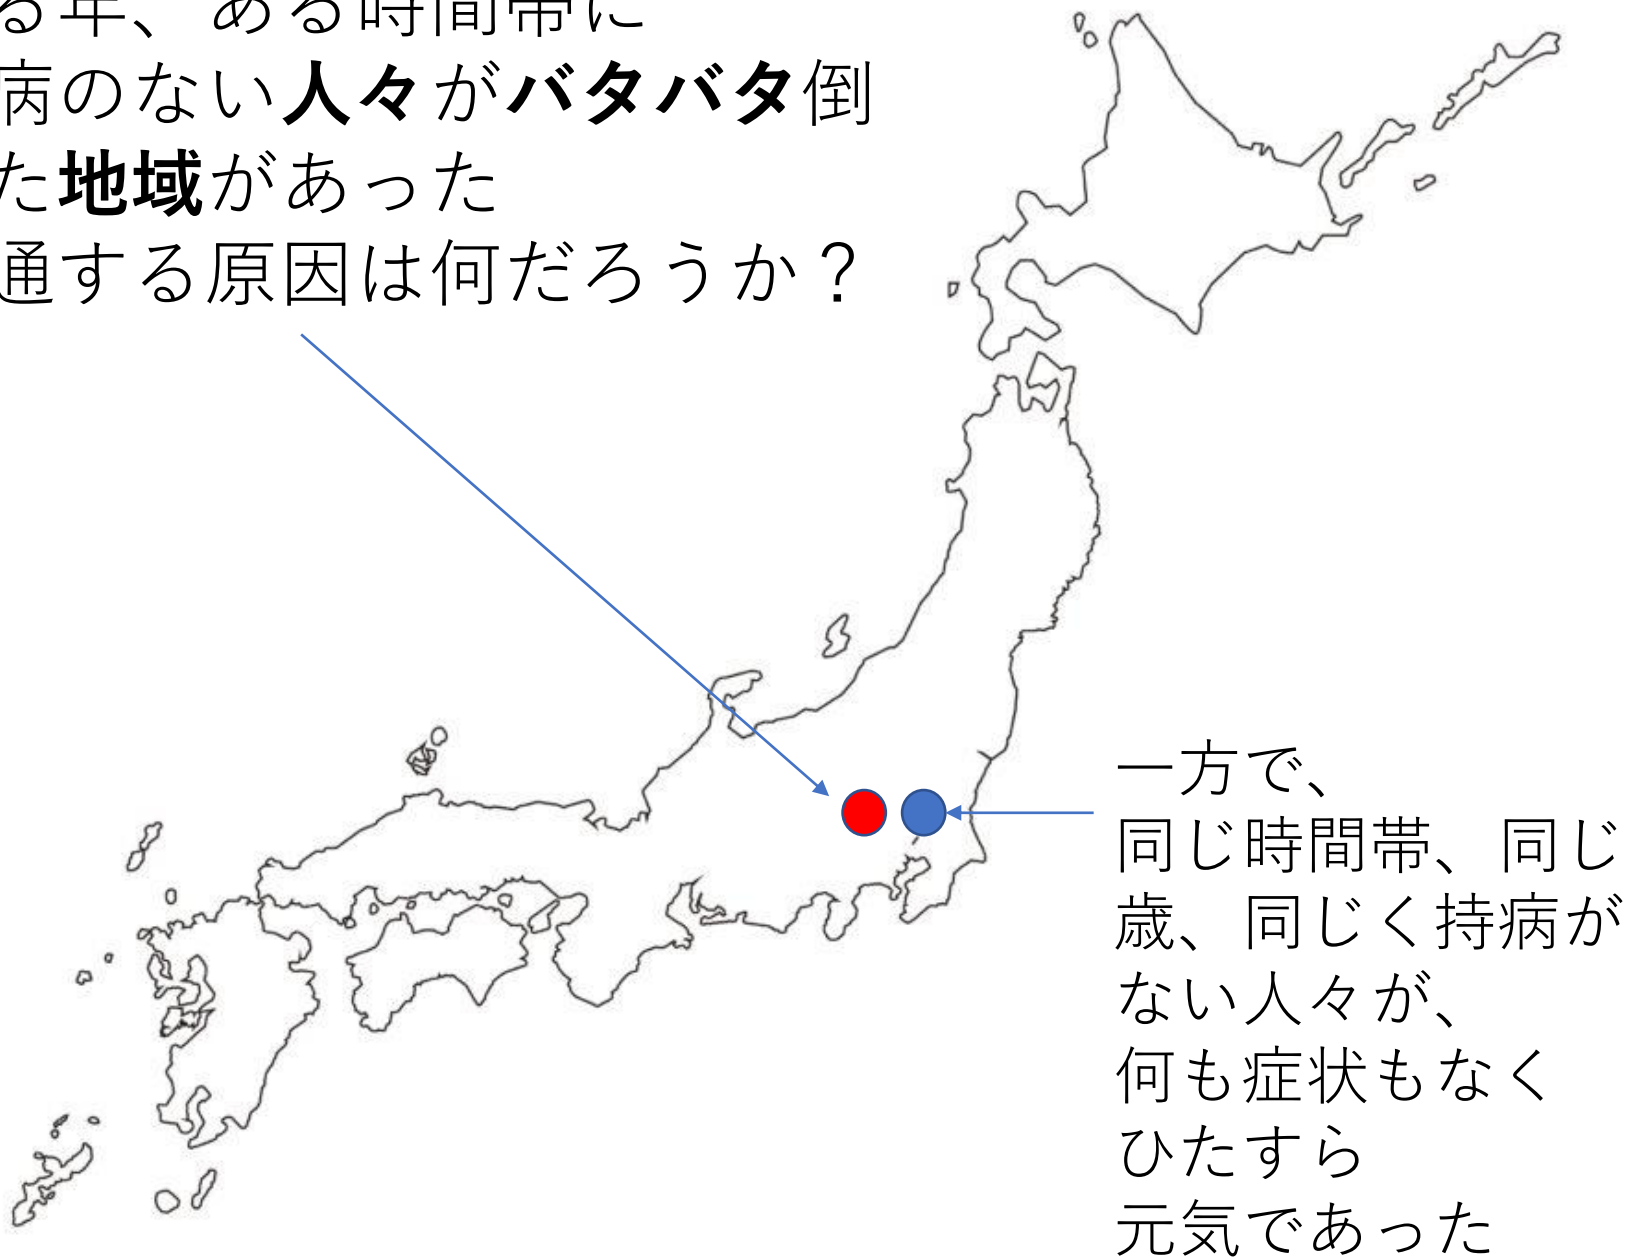 る年、ある時間帯に
病のない人々がバタバタ倒
た地域があった
通する原因は何だろうか？
一方で、
同じ時間帯、同じ
歳、同じく持病が
ない人々が、
何も症状もなく
ひたすら
元気であった